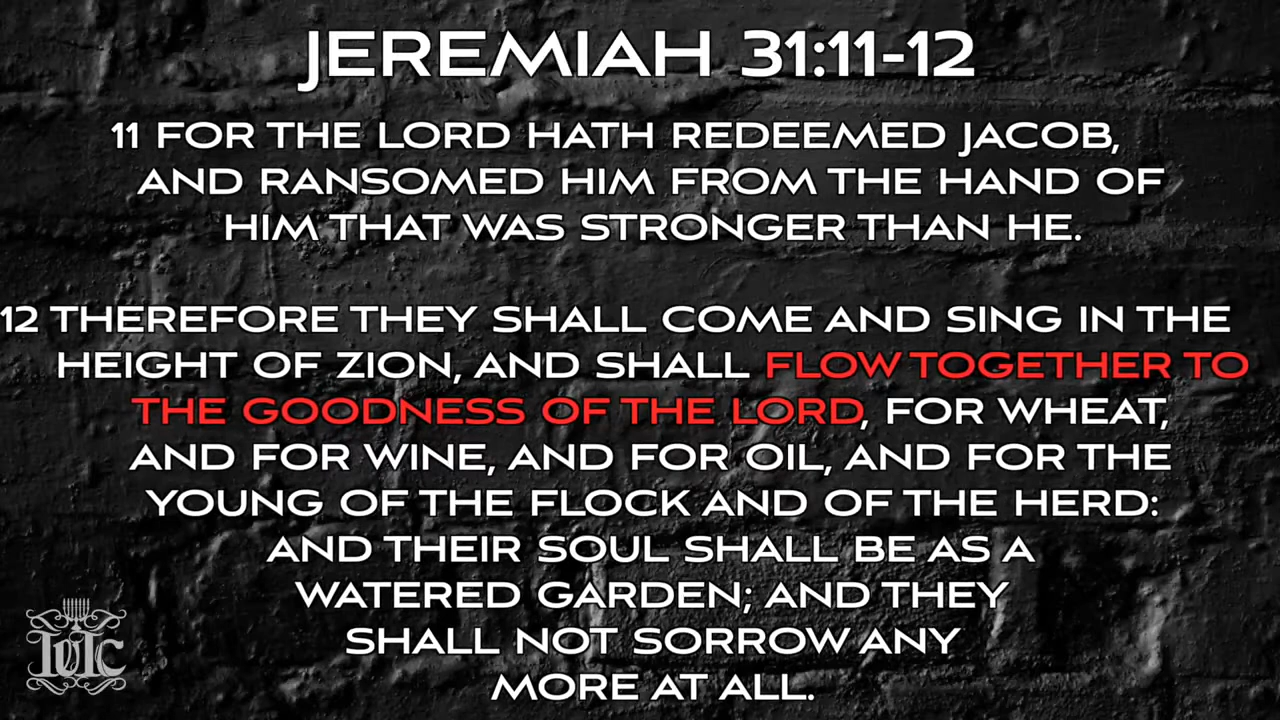 JEREMIAH 31:11-12
11 FOR THE LORD HATH REDEEMED JACOB,
AND RANSOMED HIM FROM THE HAND OF
HIM THAT WAS STRONGER THAN HE.
12 THEREFORE THEY SHALL COME AND SING IN THE
HEIGHT OF ZION, AND SHALL FLOW TOGETHER TO
THE GOODNESS OF THE LORD, FOR WHEAT,
AND FOR WINE, AND FOR OIL, AND FOR THE
YOUNG OF THE FLOCK AND OF THE HERD:
AND THEIR SOUL SHALL BE AS A
WATERED GARDEN; AND THEY
SHALL NOT SORROW ANY
MORE AT ALL.
IUIC